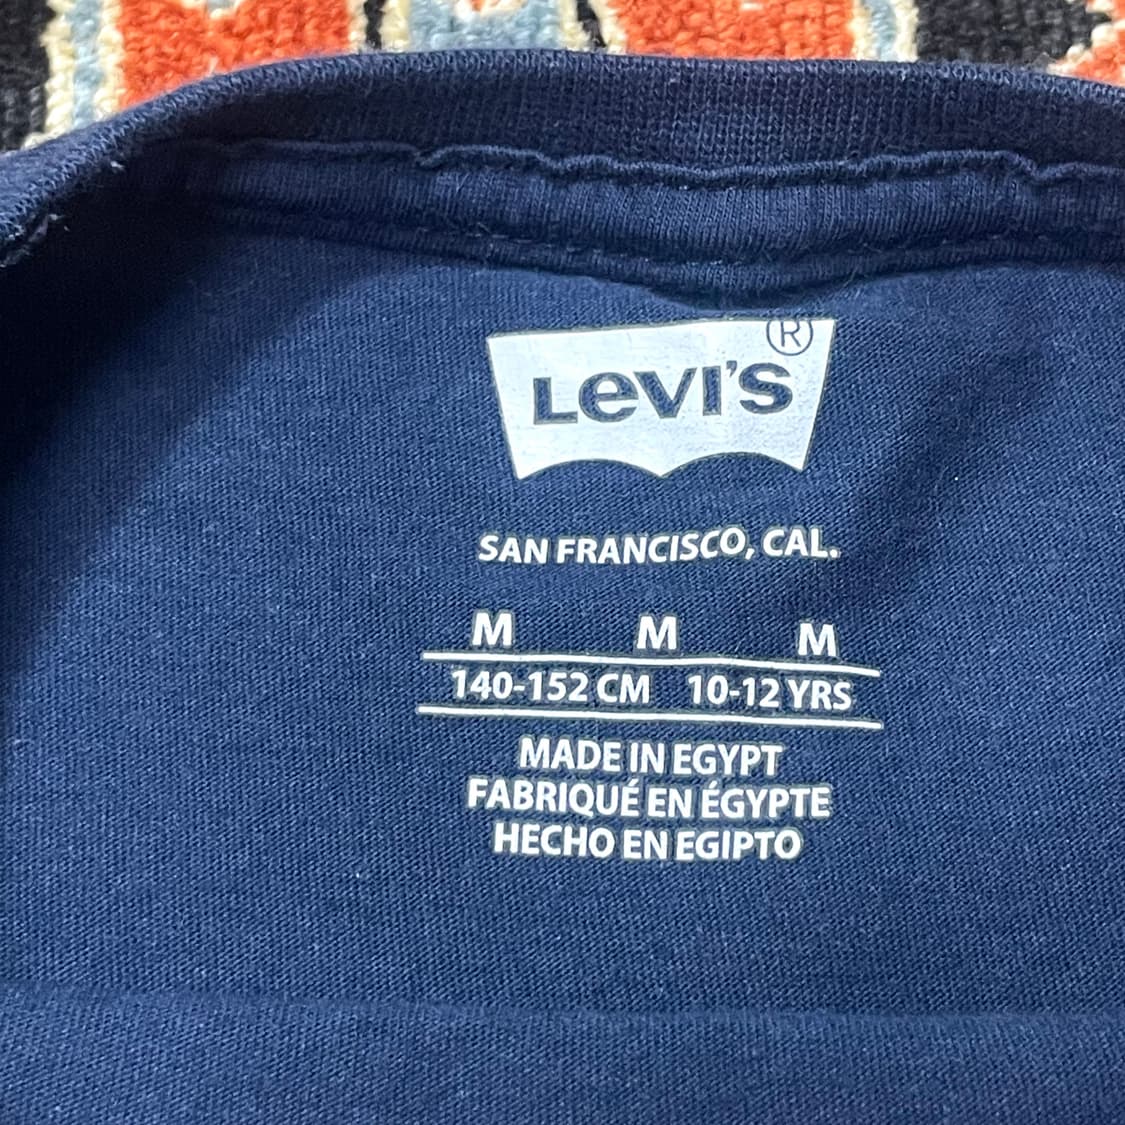 LEVI'S®
SAN FRANCISCO, CAL.
M M M
140-152 CM 10-12 YRS
MADE IN EGYPT
FABRIQUÉ EN ÉGYPTE
HECHO EN EGIPTO